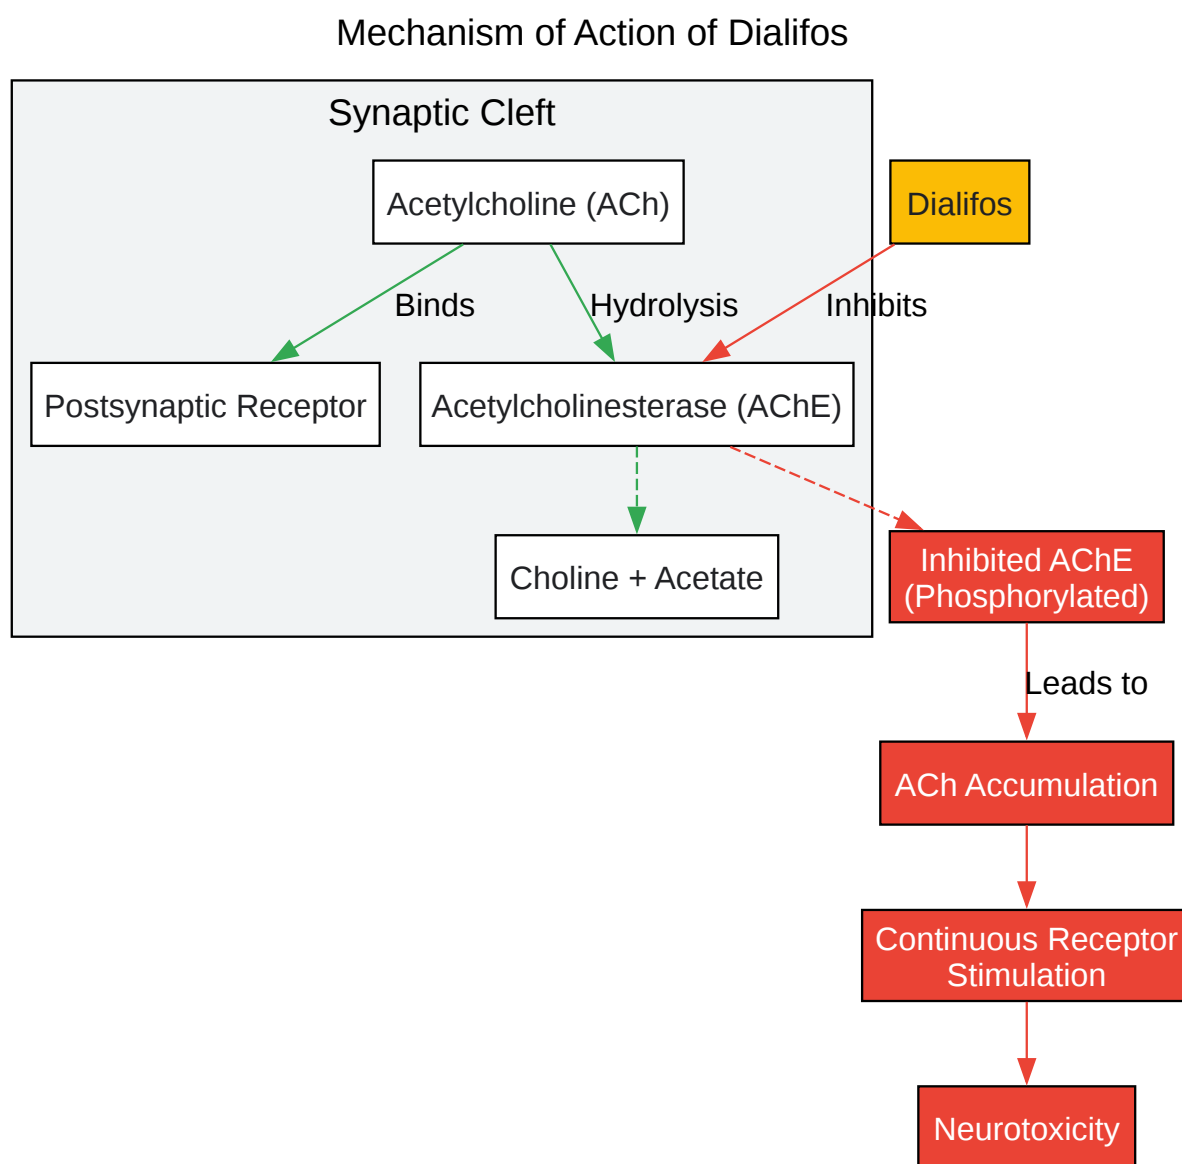 Mechanism of Action of Dialifos
Synaptic Cleft
Acetylcholine (ACh)
Dialifos
Binds
Hydrolysis
Inhibits
Postsynaptic Receptor
Acetylcholinesterase (AChE)
Choline + Acetate
Inhibited AChE
(Phosphorylated)
Leads to
ACh Accumulation
Continuous Receptor
Stimulation
Neurotoxicity